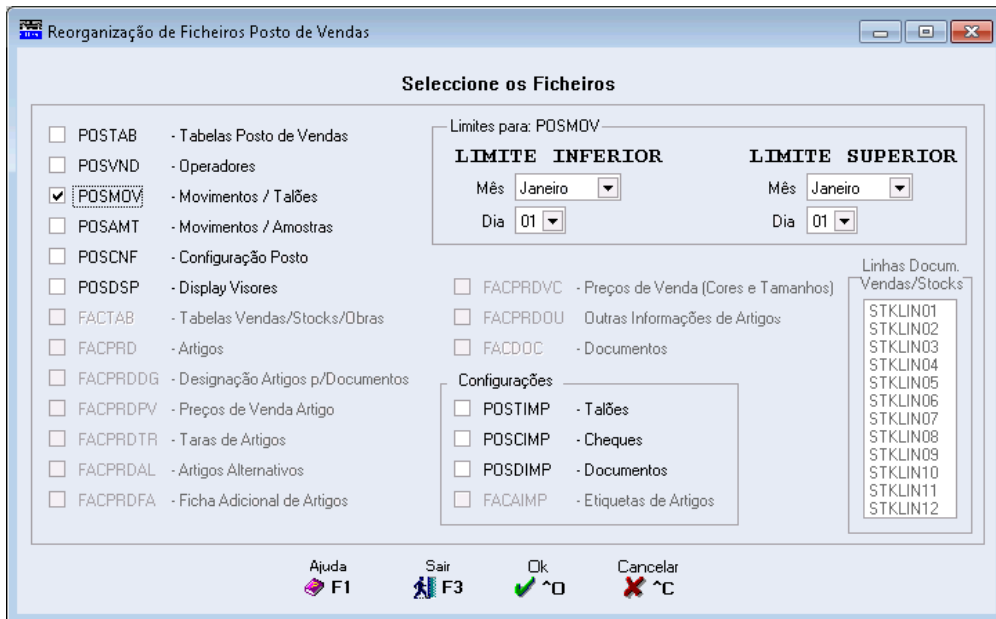 Reorganização de Ficheiros Posto de Vendas
Seleccione os Ficheiros
POSTAB - Tabelas Posto de Vendas
POSVND - Operadores
POSMOV - Movimentos / Talões
POSAMT - Movimentos / Amostras
POSCNF - Configuração Posto
POSDSP - Display Visores
FACTAB - Tabelas Vendas/Stocks/Obras
FACPRD - Artigos
FACPRDDG - Designação Artigos p/Documentos
FACPRDPV - Preços de Venda Artigo
FACPRDTR - Taras de Artigos
FACPRDAL - Artigos Alternativos
FACPRDFA - Ficha Adicional de Artigos
Limites para: POSMOV
LIMITE INFERIOR
Mês Janeiro
Dia 01
LIMITE SUPERIOR
Mês Janeiro
Dia 01
FACPRDVC - Preços de Venda (Cores e Tamanhos)
FACPRDOU Outras Informações de Artigos
FACDOC - Documentos
Configurações
POSTIMP - Talões
POSCIMP - Cheques
POSDIMP - Documentos
FACAIMP - Etiquetas de Artigos
Linhas Docum.
Vendas/Stocks
STKLIN01
STKLIN02
STKLIN03
STKLIN04
STKLIN05
STKLIN06
STKLIN07
STKLIN08
STKLIN09
STKLIN10
STKLIN11
STKLIN12
Ajuda
F1
Sair
F3
Ok
^O
Cancelar
^C